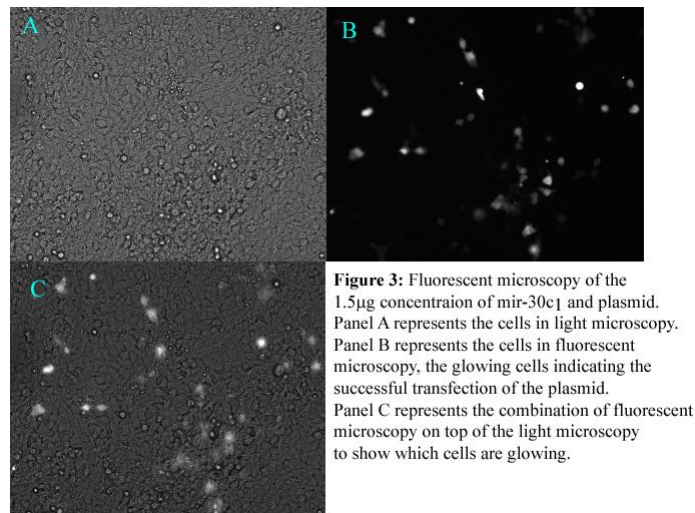 A
B
C
Figure 3: Fluorescent microscopy of the
1.5µg concentraion of mir-30c1 and plasmid.
Panel A represents the cells in light microscopy.
Panel B represents the cells in fluorescent
microscopy, the glowing cells indicating the
successful transfection of the plasmid.
Panel C represents the combination of fluorescent
microscopy on top of the light microscopy
to show which cells are glowing.